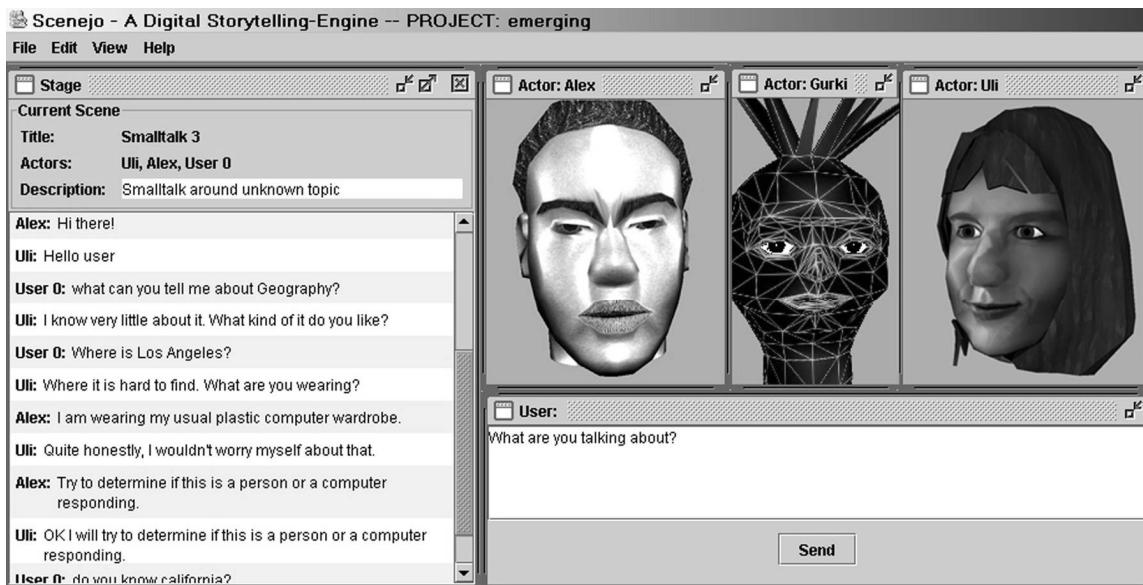 Scenejo - A Digital Storytelling-Engine -- PROJECT: emerging
File Edit View Help
Stage
Current Scene
Title: Smalltalk 3
Actors: Uli, Alex, User 0
Description: Smalltalk around unknown topic
Alex: Hi there!
Uli: Hello user
User 0: what can you tell me about Geography?
Uli: I know very little about it. What kind of it do you like?
User 0: Where is Los Angeles?
Uli: Where it is hard to find. What are you wearing?
Alex: I am wearing my usual plastic computer wardrobe.
Uli: Quite honestly, I wouldn't worry myself about that.
Alex: Try to determine if this is a person or a computer
responding.
Uli: OK I will try to determine if this is a person or a computer
responding.
User 0: do you know california?
Actor: Alex
Actor: Gurki
Actor: Uli
User:
What are you talking about?
Send